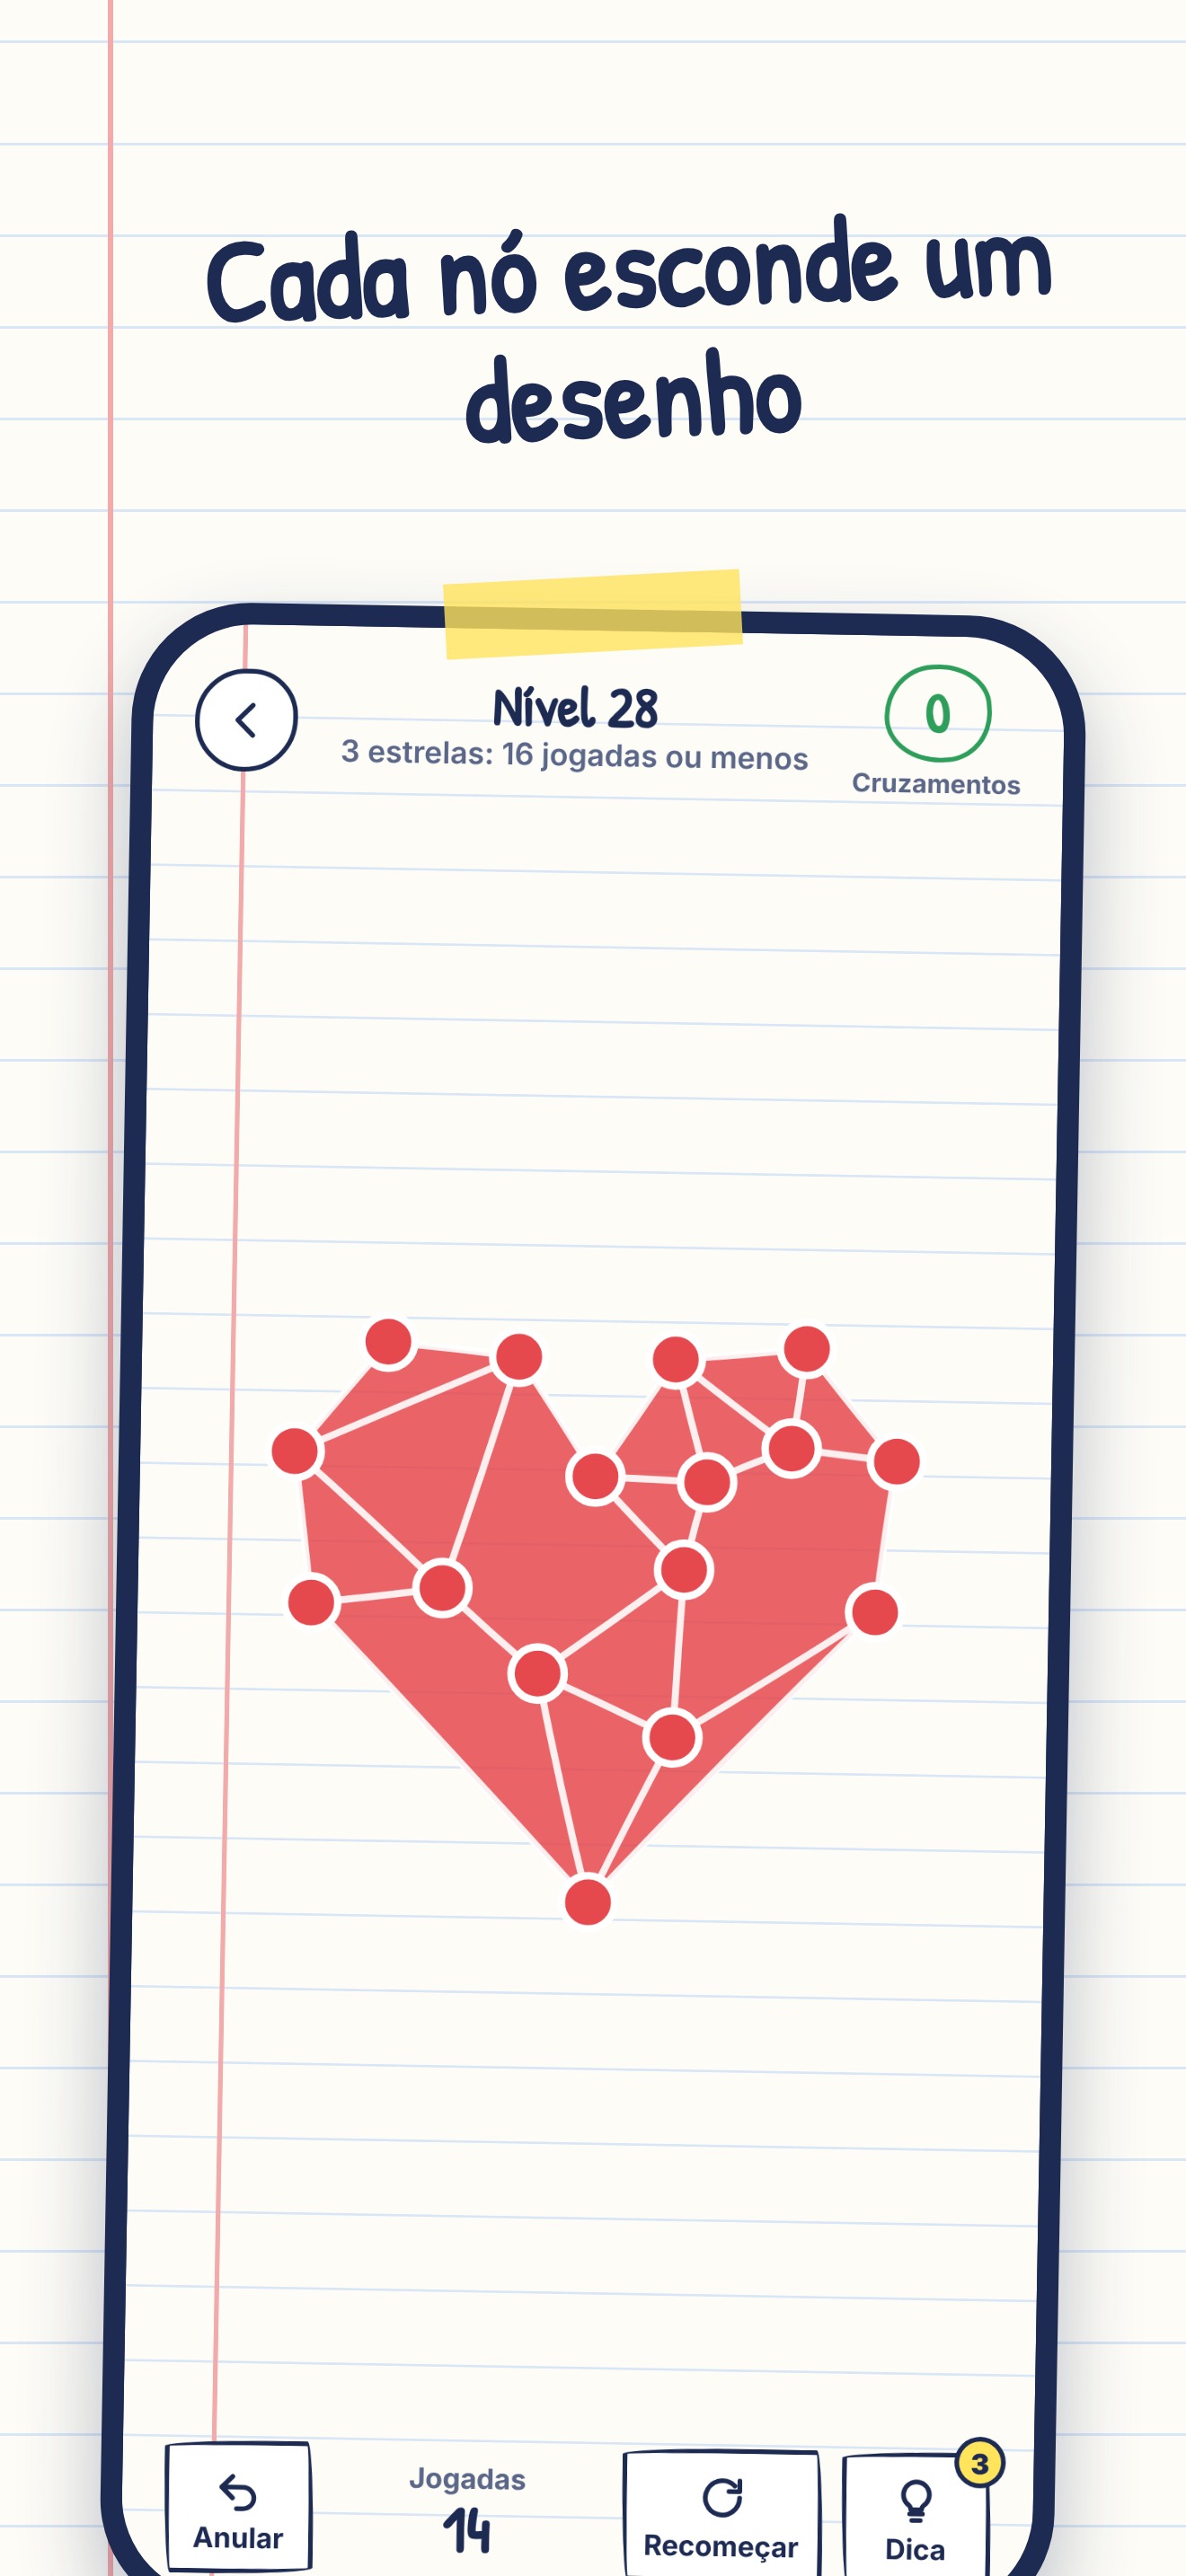 Cada nó esconde um
desenho
Nível 28
3 estrelas: 16 jogadas ou menos
0
Cruzamentos
Anular
Jogadas
14
Recomeçar
3
Dica